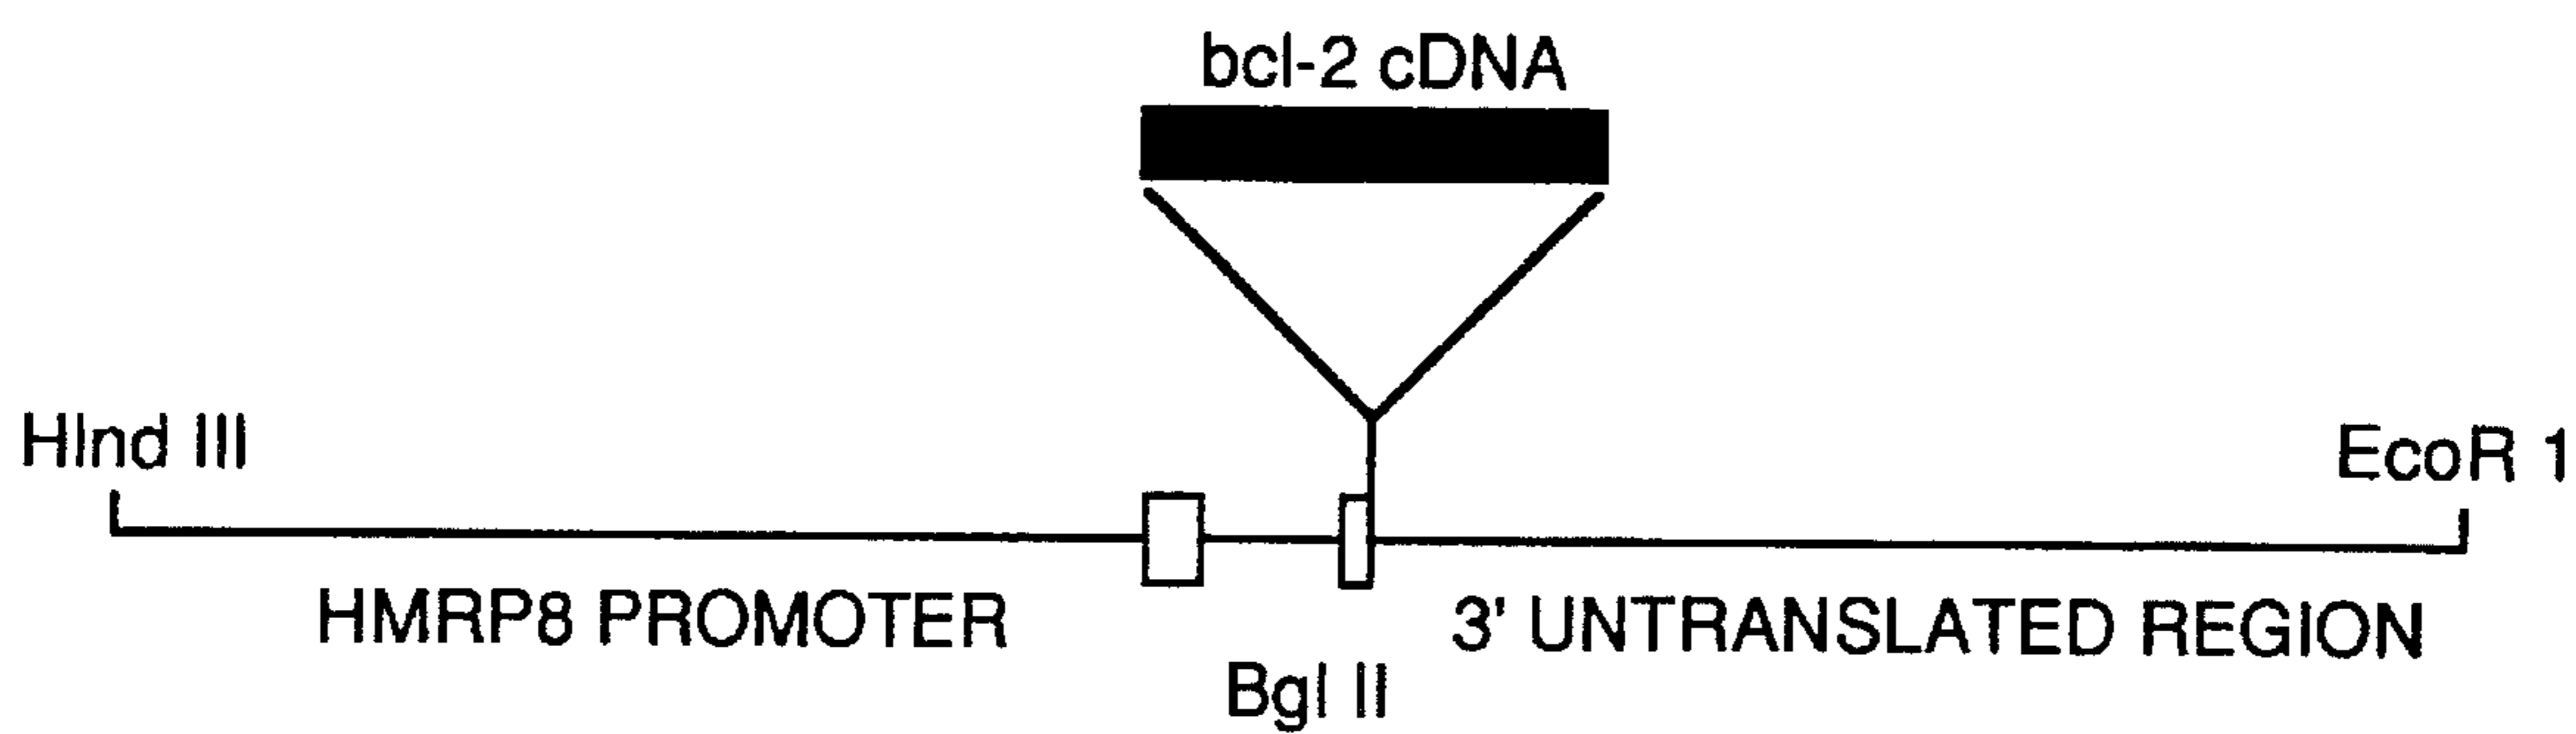 bcl-2 cDNA
HInd III
EcoR 1
HMRP8 PROMOTER
3' UNTRANSLATED REGION
Bgl II